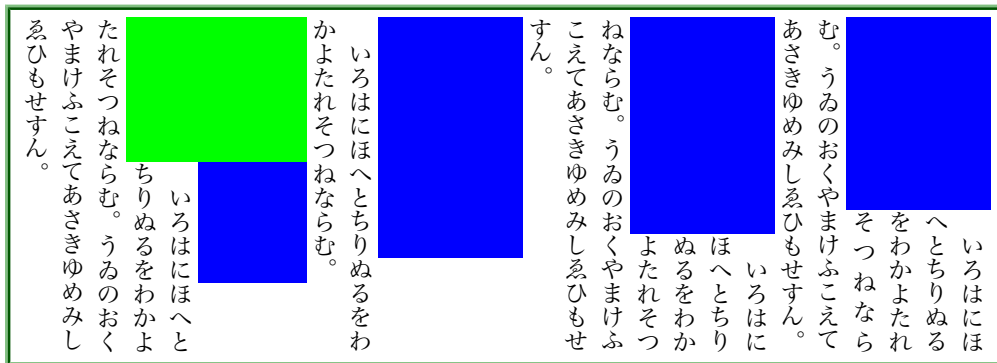 いろはにほ
へとちりぬる
をわかよたれ
そつねなら
む。うゐのおくやまけふこえて
あさきゆめみしゑひもせすん。
いろはに
ほへとちり
ぬるをわか
よたれそつ
ねならむ。うゐのおくやまけふ
こえてあさきゆめみしゑひもせ
すん。
いろはにほへとちりぬるをわ
かよたれそつねならむ。
いろはにほへと
ちりぬるをわかよ
たれそつねならむ。うゐのおく
やまけふこえてあさきゆめみし
ゑひもせすん。